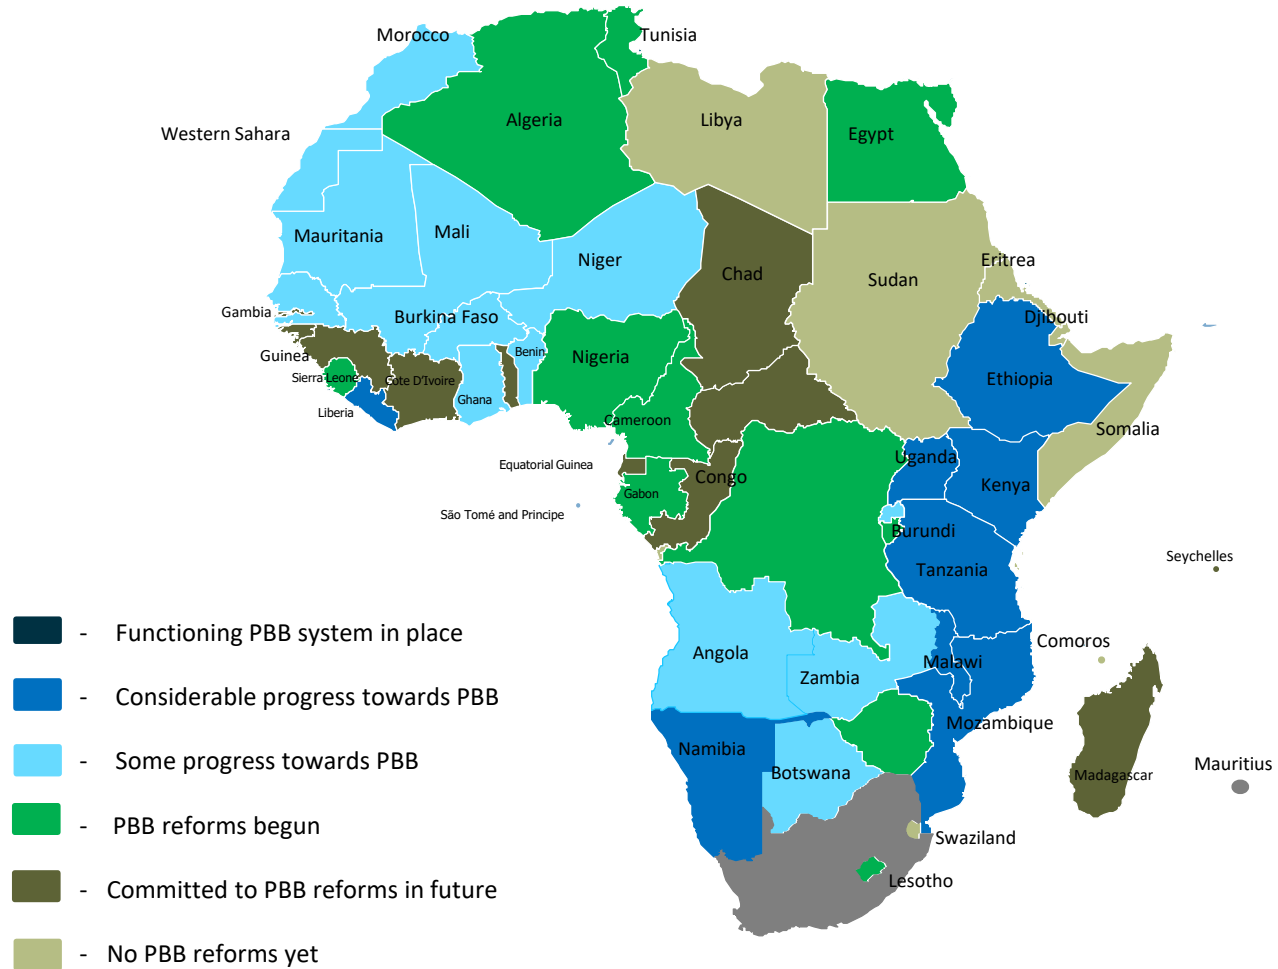 Morocco
Tunisia
Western Sahara
Algeria
Libya
Egypt
Mauritania
Mali
Niger
Chad
Sudan
Eritrea
Gambia
Burkina Faso
Djibouti
Guinea
Benin
Nigeria
Sierra Leone
Cote D'Ivoire
Ethiopia
Liberia
Ghana
Cameroon
Somalia
Equatorial Guinea
Congo
Uganda
Kenya
Gabon
São Tomé and Principe
Burundi
Tanzania
Seychelles
Comoros
Angola
Zambia
Malawi
Mozambique
Namibia
Botswana
Madagascar
Mauritius
Swaziland
Lesotho
- Functioning PBB system in place
- Considerable progress towards PBB
- Some progress towards PBB
- PBB reforms begun
- Committed to PBB reforms in future
- No PBB reforms yet